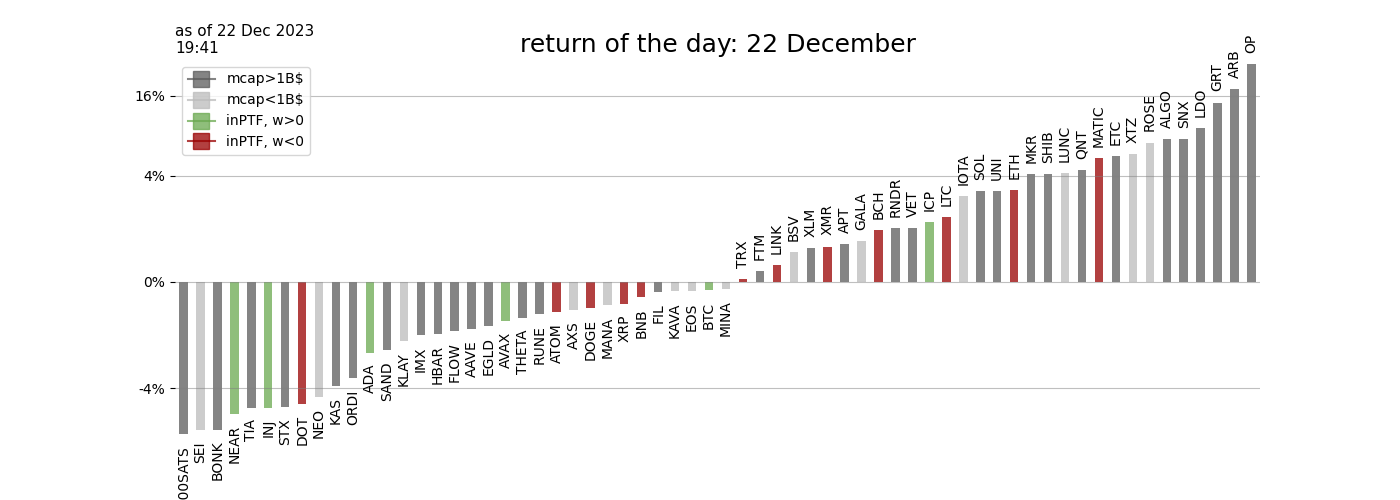 as of 22 Dec 2023
19:41
return of the day: 22 December
mcap>1B$
mcap<1B$
inPTF, w>0
inPTF, w<0
16%
4%
0%
-4%
00SATS
SEI
BONK
NEAR
TIA
INJ
STX
DOT
NEO
KAS
ORDI
ADA
SAND
KLAY
IMX
HBAR
FLOW
AAVE
EGLD
AVAX
THETA
RUNE
ATOM
AXS
DOGE
MANA
XRP
BNB
FIL
KAVA
EOS
BTC
MINA
TRX
FTM
LINK
BSV
XLM
XMR
APT
GALA
BCH
RNDR
VET
ICP
LTC
IOTA
SOL
UNI
ETH
MKR
SHIB
LUNC
QNT
MATIC
ETC
XTZ
ROSE
ALGO
SNX
LDO
GRT
ARB
OP